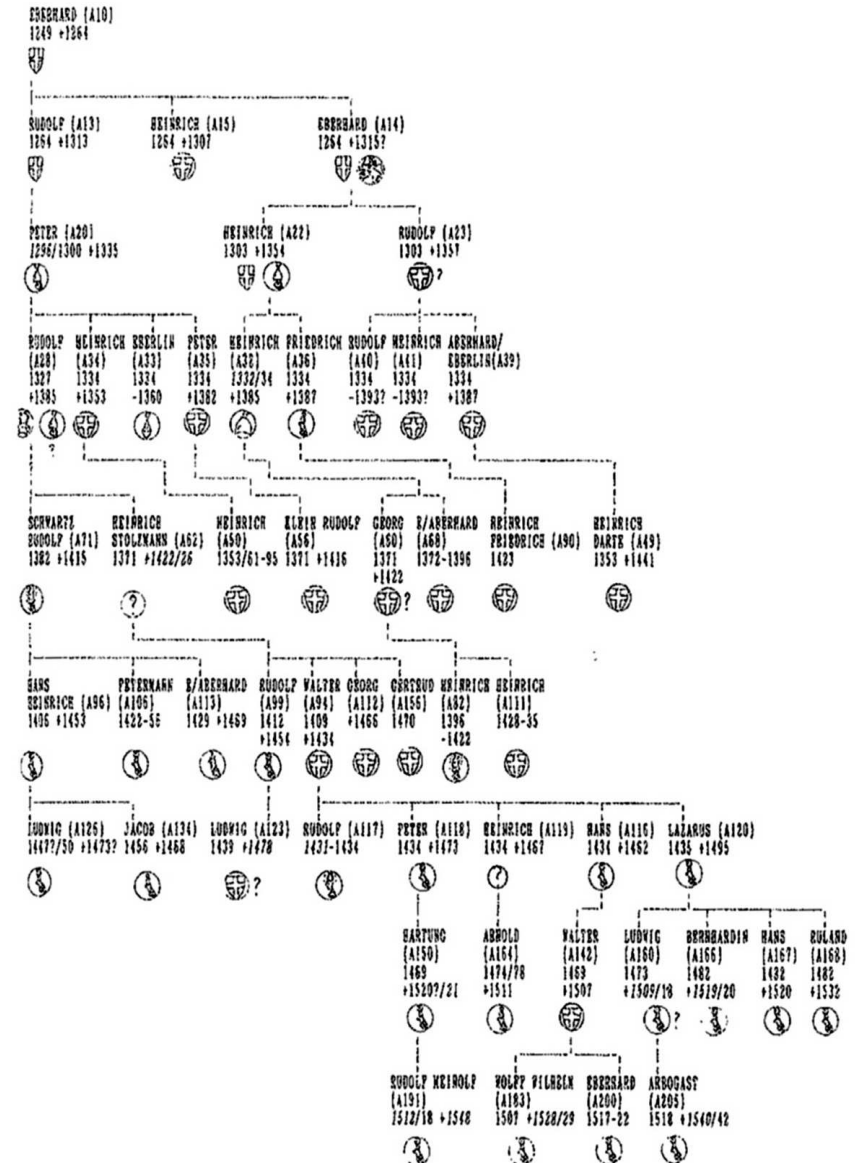 EBERHARD (A10)
1249 +1264
RUDOLF (A13)
1264 +1313
HEINRICH (A15)
1264 +1307
EBERHARD (A14)
1264 +1315?
PETER (A20)
1296/1300 +1335
HEINRICH (A22)
1303 +1354
RUDOLF (A23)
1303 +1357
?
RUDOLF
(A28)
1327
+1385
?
HEINRICH
(A34)
1334
+1353
EBERLIN
(A33)
1334
-1360
PETER
(A35)
1334
+1382
HEINRICH
(A32)
1332/34
+1385
FRIEDRICH
(A36)
1334
+1387
RUDOLF
(A40)
1334
-1393?
HEINRICH
(A41)
1334
-1393?
ABERHARD/
EBERLIN(A39)
1334
+1387
SCHWARTZ
RUDOLF (A71)
1382 +1415
HEINRICH
STOLZMANN (A62)
1371 +1422/26
?
HEINRICH
(A50)
1353/61-95
KLEIN RUDOLF
(A56)
1371 +1416
GEORG
(A60)
1371
+1422
?
E/ABERHARD
(A68)
1372-1396
HEINRICH
FRIEDRICH (A90)
1423
HEINRICH
DARTE (A49)
1353 +1441
HANS
HEINRICH (A96)
1406 +1453
PETERMANN
(A106)
1422-56
E/ABERHARD
(A113)
1429 +1469
RUDOLF
(A99)
1412
+1454
WALTER
(A94)
1409
+1434
GEORG
(A112)
+1466
GERTRUD
(A156)
1470
HEINRICH
(A82)
1396
-1422
HEINRICH
(A111)
1428-35
LUDWIG (A126)
1447?/50 +1473?
JACOB (A134)
1456 +1468
LUDWIG (A123)
1439 +1478
?
RUDOLF (A117)
1431-1434
PETER (A118)
1434 +1473
HEINRICH (A119)
1434 +1467
?
HANS (A116)
1434 +1462
LAZARUS (A120)
1435 +1495
HARTUNG
(A150)
1469
+1520?/21
ARNOLD
(A164)
1474/78
+1511
WALTER
(A142)
1463
+1507
LUDWIG
(A160)
1473
+1509/18
?
BERNHARDIN
(A166)
1482
+1519/20
HANS
(A167)
1482
+1520
RULAND
(A168)
1482
+1532
RUDOLF MEINOLF
(A191)
1512/18 +1548
WOLFF WILHELM
(A183)
1507 +1528/29
EBERHARD
(A200)
1517-22
ARBOGAST
(A205)
1518 +1540/42